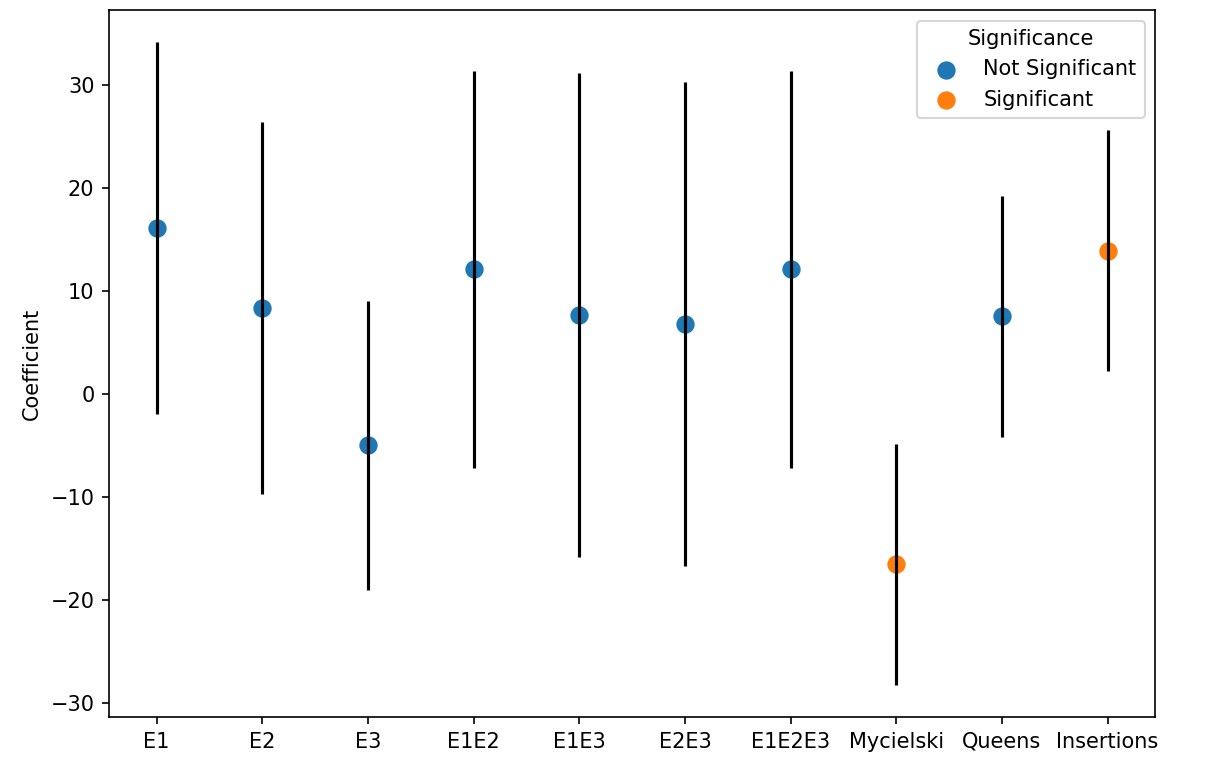 Significance
Not Significant
Significant
Coefficient
30
20
10
0
−10
−20
−30
E1 E2 E3 E1E2 E1E3 E2E3 E1E2E3 Mycielski Queens Insertions